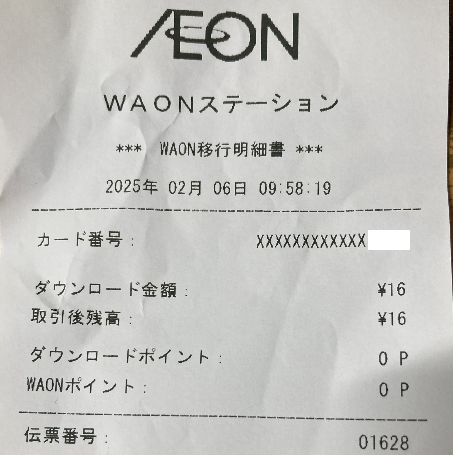 ÆON
WAONステーション
*** WAON移行明細書 ***
2025年 02月 06日 09:58:19
カード番号： XXXXXXXXXXXX
ダウンロード金額： ¥16
取引後残高： ¥16
ダウンロードポイント： 0 P
WAONポイント： 0 P
伝票番号： 01628